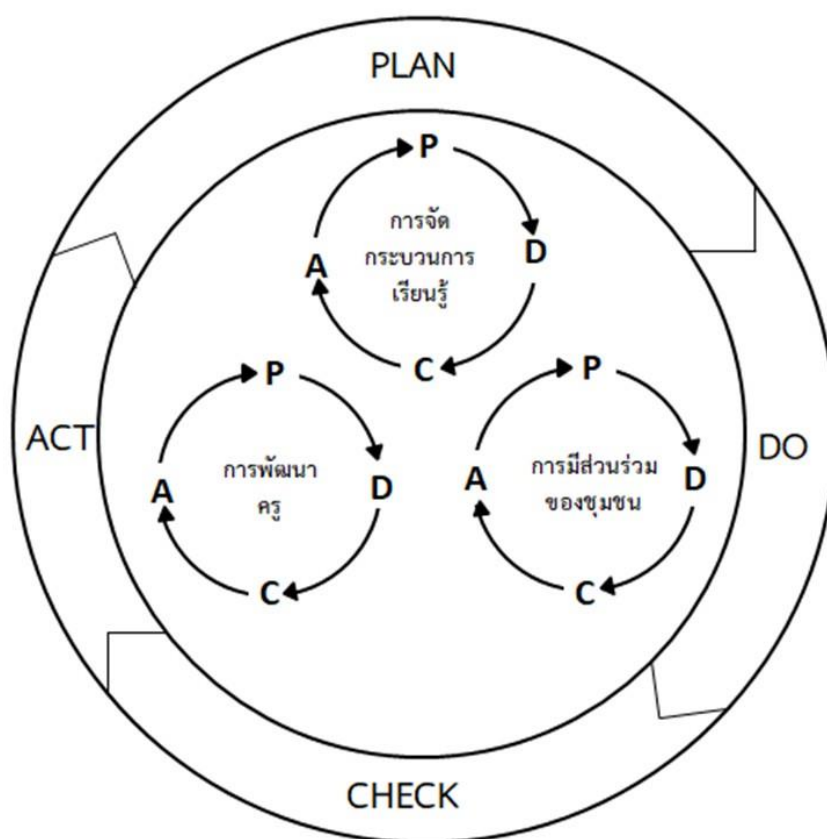 PLAN
P
การจัด
กระบวนการ
เรียนรู้
A
D
C
P
การพัฒนา
ครู
A
D
C
P
การมีส่วนร่วม
ของชุมชน
A
D
C
ACT
DO
CHECK